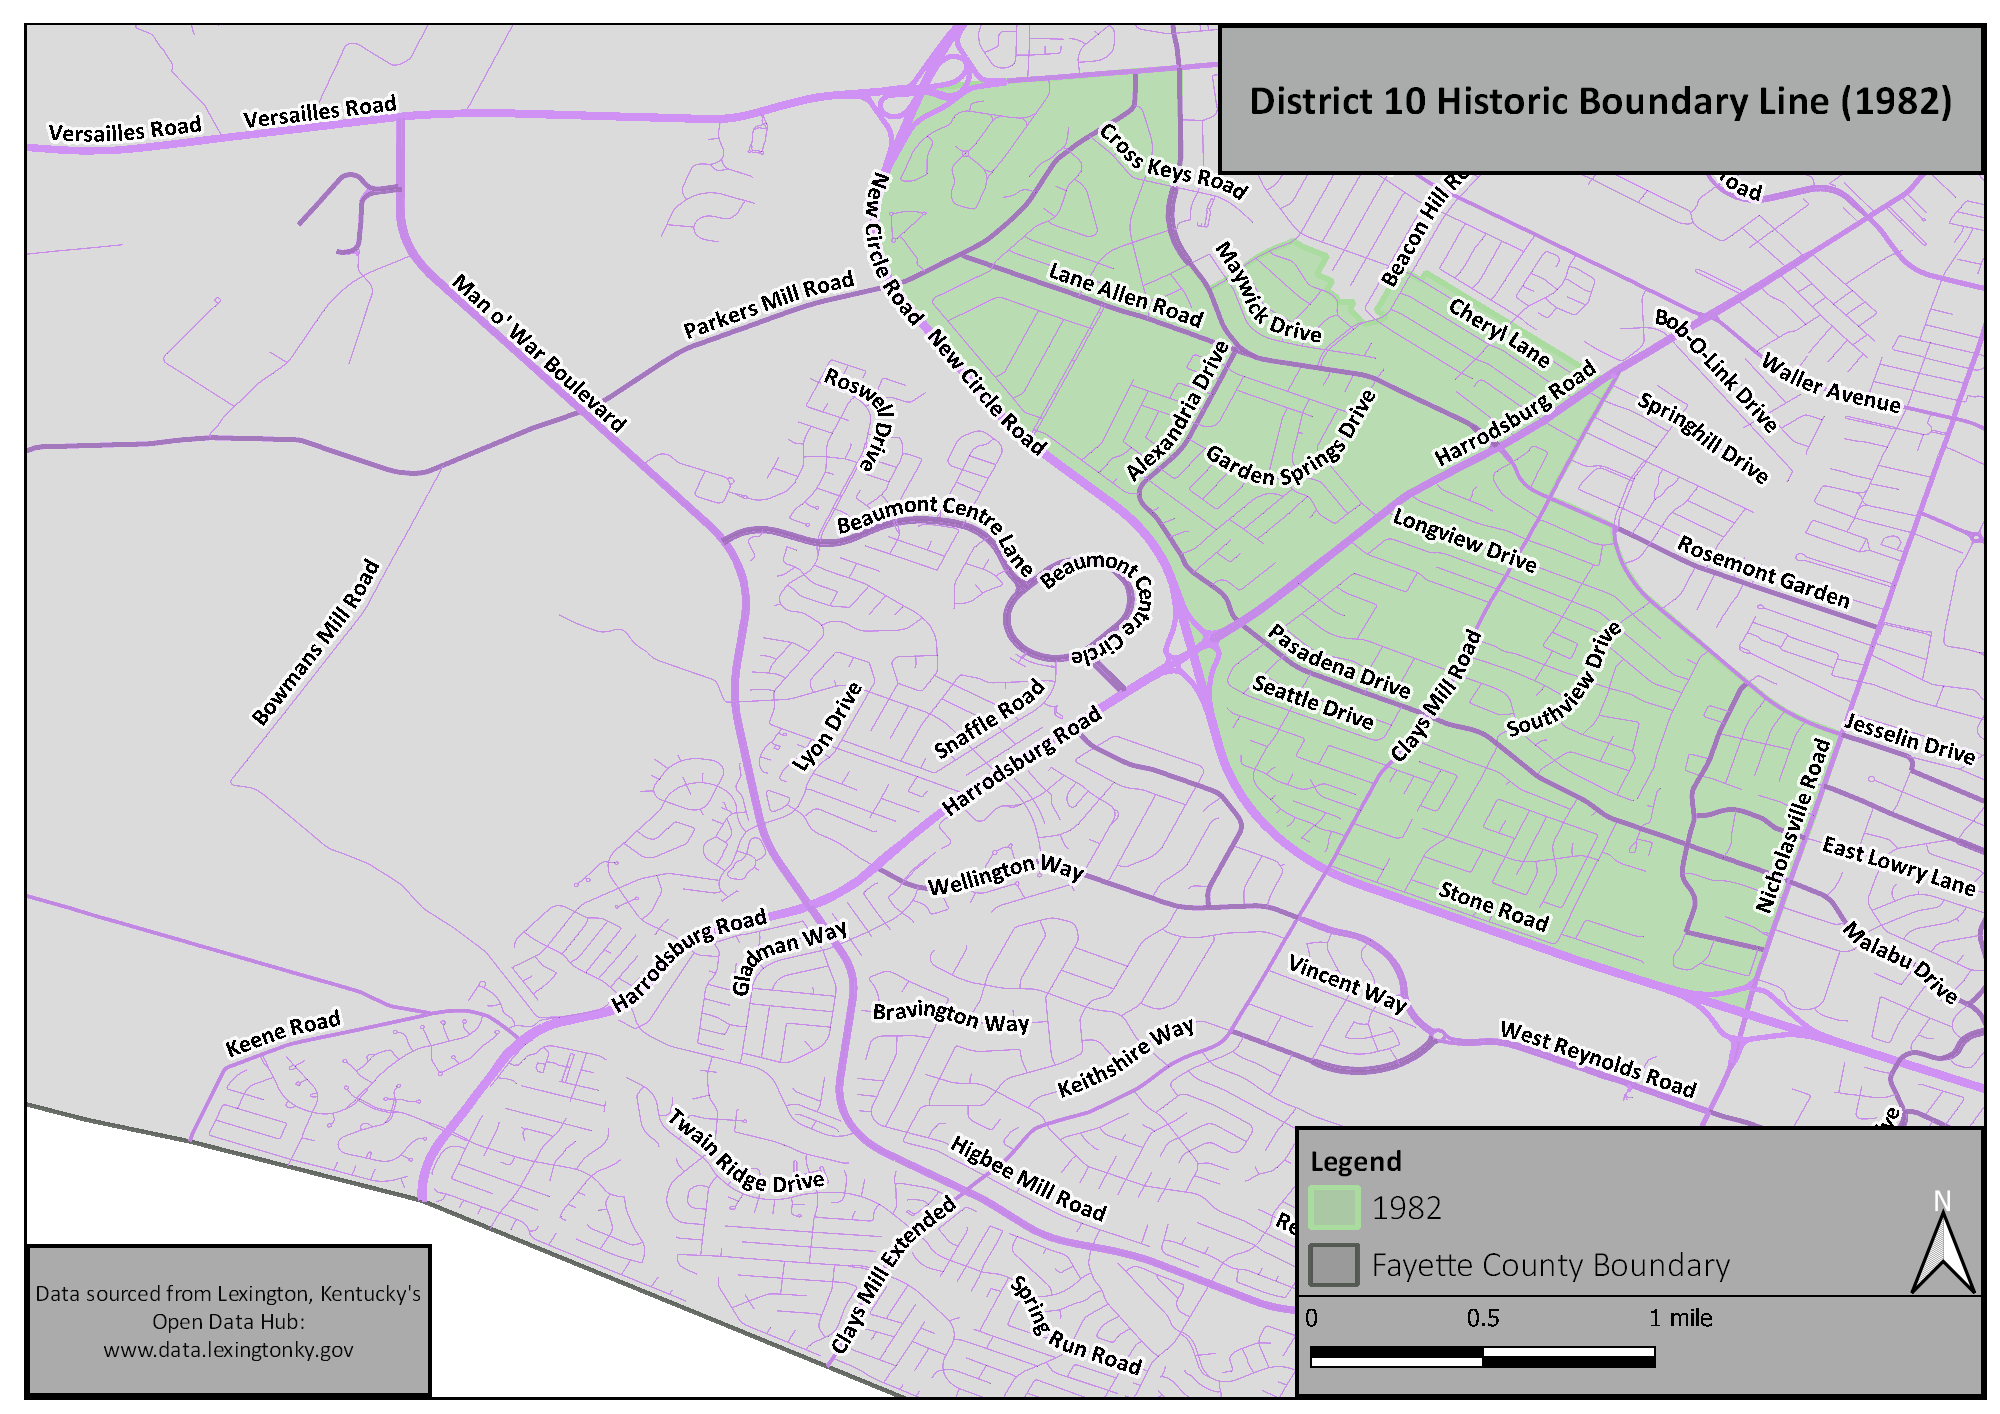 District 10 Historic Boundary Line (1982)
Versailles Road
Versailles Road
Cross Keys Road
Beacon Hill
road
New Circle Road
Maywick Drive
Lane Allen Road
Man o' War Boulevard
Parkers Mill Road
Cheryl Lane
Bob-O-Link Drive
Waller Avenue
New Circle Road
Roswell Drive
Alexandria Drive
Garden Springs Drive
Harrodsburg Road
Springhill Drive
Beaumont Centre Lane
Longview Drive
Rosemont Garden
Bowmans Mill Road
Beaumont Centre Circle
Pasadena Drive
Seattle Drive
Clays Mill Road
Southview Drive
Lyon Drive
Snaffle Road
Harrodsburg Road
Jesselin Drive
Nicholasville Road
East Lowry Lane
Wellington Way
Stone Road
Harrodsburg Road
Gladman Way
Malabu Drive
Vincent Way
Bravington Way
Keene Road
Keithshire Way
West Reynolds Road
Twain Ridge Drive
Higbee Mill Road
Clays Mill Extended
Spring Run Road
Re
ive
Legend
1982
Fayette County Boundary
N
0 0.5 1 mile
Data sourced from Lexington, Kentucky's
Open Data Hub:
www.data.lexingtonky.gov